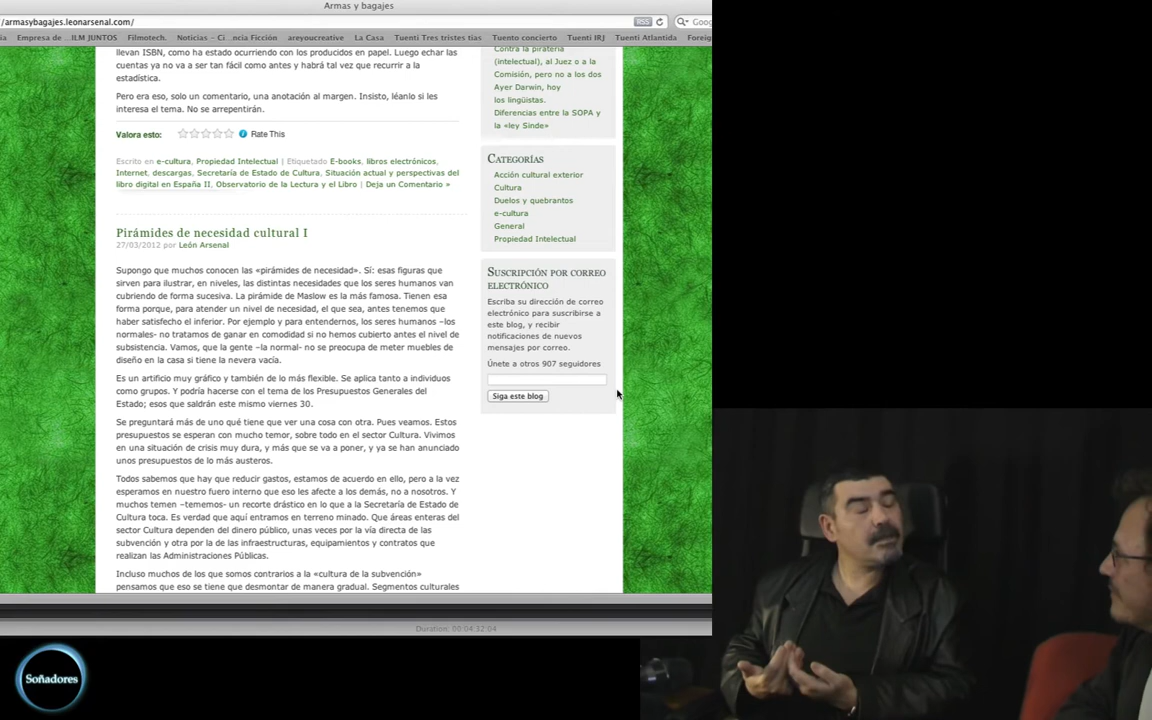 Armas y bagajes
//armasybagajes.leonarsenal.com/
RSS
Goog
ia Empresa de ...ILM JUNTOS Filmotech. Noticias – Ci...ncia Ficción areyoucreative La Casa Tuenti Tres tristes tias Tuento concierto Tuenti IRJ Tuenti Atlantida Foreig
llevan ISBN, como ha estado ocurriendo con los producidos en papel. Luego echar las
cuentas ya no va a ser tan fácil como antes y habrá tal vez que recurrir a la
estadística.
Pero era eso, solo un comentario, una anotación al margen. Insisto, léanlo si les
interesa el tema. No se arrepentirán.
Valora esto: Rate This
Escrito en e-cultura, Propiedad Intelectual | Etiquetado E-books, libros electrónicos,
Internet, descargas, Secretaría de Estado de Cultura, Situación actual y perspectivas del
libro digital en España II, Observatorio de la Lectura y el Libro | Deja un Comentario »
Pirámides de necesidad cultural I
27/03/2012 por León Arsenal
Supongo que muchos conocen las «pirámides de necesidad». Sí: esas figuras que
sirven para ilustrar, en niveles, las distintas necesidades que los seres humanos van
cubriendo de forma sucesiva. La pirámide de Maslow es la más famosa. Tienen esa
forma porque, para atender un nivel de necesidad, el que sea, antes tenemos que
haber satisfecho el inferior. Por ejemplo y para entendernos, los seres humanos –los
normales– no tratamos de ganar en comodidad si no hemos cubierto antes el nivel de
subsistencia. Vamos, que la gente –la normal– no se preocupa de meter muebles de
diseño en la casa si tiene la nevera vacía.
Es un artificio muy gráfico y también de lo más flexible. Se aplica tanto a individuos
como grupos. Y podría hacerse con el tema de los Presupuestos Generales del
Estado; esos que saldrán este mismo viernes 30.
Se preguntará más de uno qué tiene que ver una cosa con otra. Pues veamos. Estos
presupuestos se esperan con mucho temor, sobre todo en el sector Cultura. Vivimos
en una situación de crisis muy dura, y más que se va a poner, y ya se han anunciado
unos presupuestos de lo más austeros.
Todos sabemos que hay que reducir gastos, estamos de acuerdo en ello, pero a la vez
esperamos en nuestro fuero interno que eso les afecte a los demás, no a nosotros. Y
muchos temen –tememos– un recorte drástico en lo que a la Secretaría de Estado de
Cultura toca. Es verdad que aquí entramos en terreno minado. Que áreas enteras del
sector Cultura dependen del dinero público, unas veces por la vía directa de las
subvención y otra por la de las infraestructuras, equipamientos y contratos que
realizan las Administraciones Públicas.
Incluso muchos de los que somos contrarios a la «cultura de la subvención»
pensamos que eso se tiene que desmontar de manera gradual. Segmentos culturales
Contra la piratería
(intelectual), al Juez o a la
Comisión, pero no a los dos
Ayer Darwin, hoy
los lingüistas.
Diferencias entre la SOPA y
la «ley Sinde»
Categorías
Acción cultural exterior
Cultura
Duelos y quebrantos
e-cultura
General
Propiedad Intelectual
Suscripción por correo
electrónico
Escriba su dirección de correo
electrónico para suscribirse a
este blog, y recibir
notificaciones de nuevos
mensajes por correo.
Únete a otros 907 seguidores
Siga este blog
Duration: 00:04:32:04
Soñadores